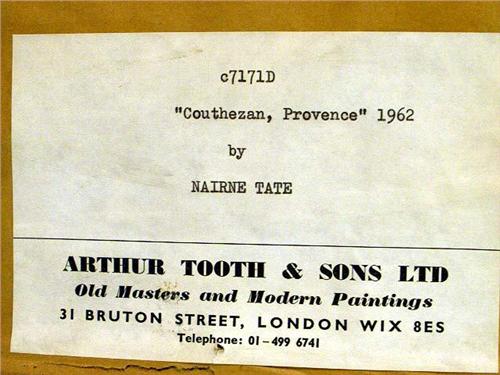 c7171D
"Couthezan, Provence" 1962
by
NAIRNE TATE
ARTHUR TOOTH & SONS LTD
Old Masters and Modern Paintings
31 BRUTON STREET, LONDON WIX 8ES
Telephone: 01-499 6741